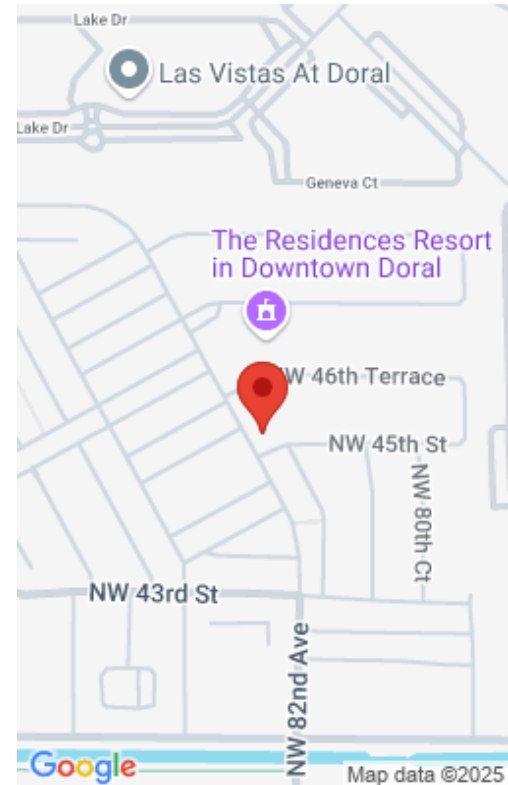 Lake Dr
Las Vistas At Doral
Lake Dr
Geneva Ct
The Residences Resort
in Downtown Doral
NW 46th Terrace
NW 45th St
NW 80th Ct
NW 43rd St
NW 82nd Ave
Google
Map data ©2025